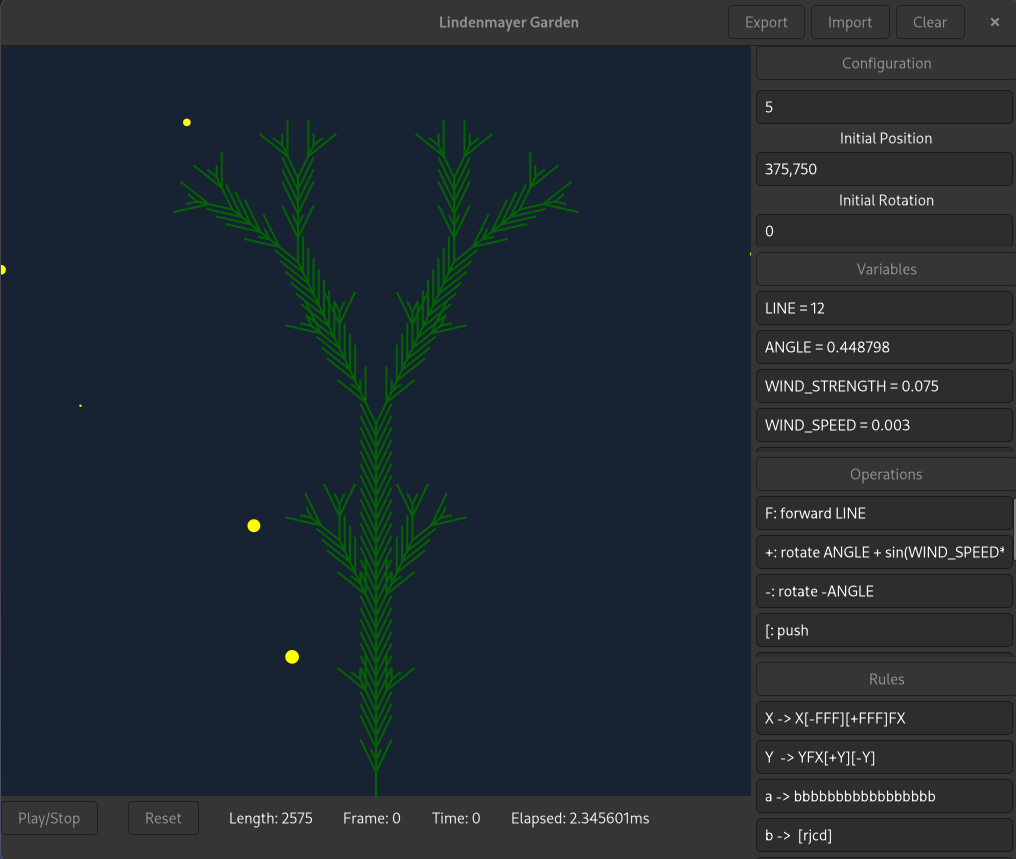 Lindenmayer Garden
Export
Import
Clear
×
Configuration
5
Initial Position
375,750
Initial Rotation
0
Variables
LINE = 12
ANGLE = 0.448798
WIND_STRENGTH = 0.075
WIND_SPEED = 0.003
Operations
F: forward LINE
+: rotate ANGLE + sin(WIND_SPEED*
-: rotate -ANGLE
[: push
Rules
X -> X[-FFF][+FFF]FX
Y  -> YFX[+Y][-Y]
a -> bbbbbbbbbbbbbbbbb
b ->  [rjcd]
Play/Stop
Reset
Length: 2575
Frame: 0
Time: 0
Elapsed: 2.345601ms